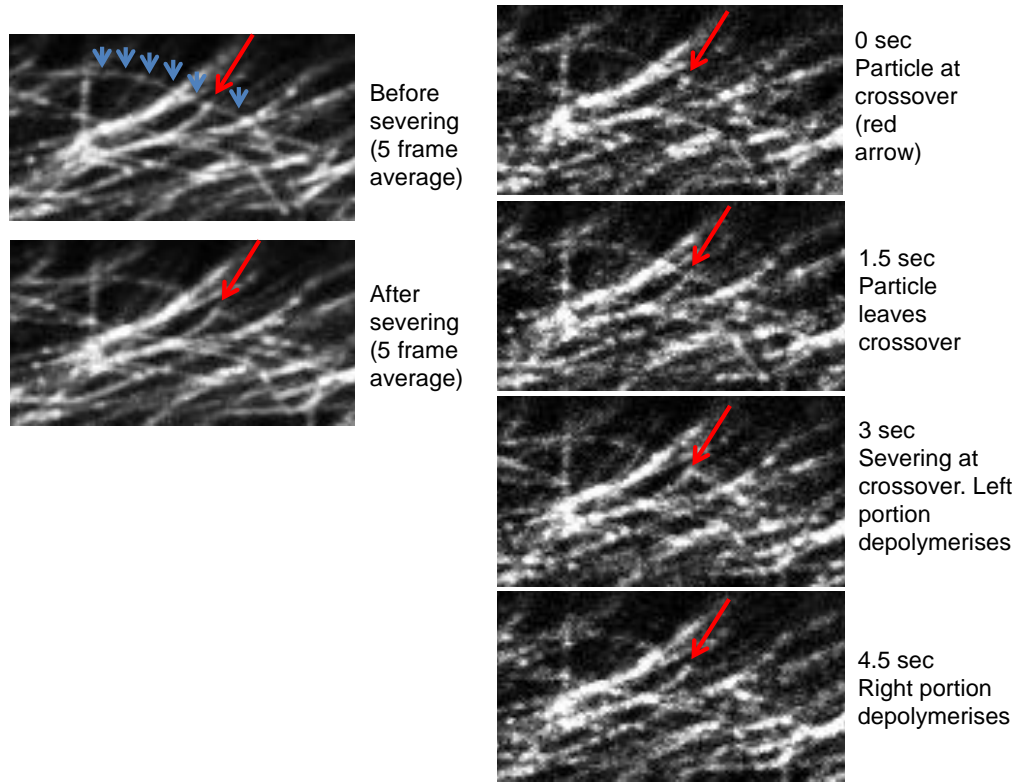 Before
severing
(5 frame
average)
After
severing
(5 frame
average)
0 sec
Particle at
crossover
(red
arrow)
1.5 sec
Particle
leaves
crossover
3 sec
Severing at
crossover. Left
portion
depolymerises
4.5 sec
Right portion
depolymerises